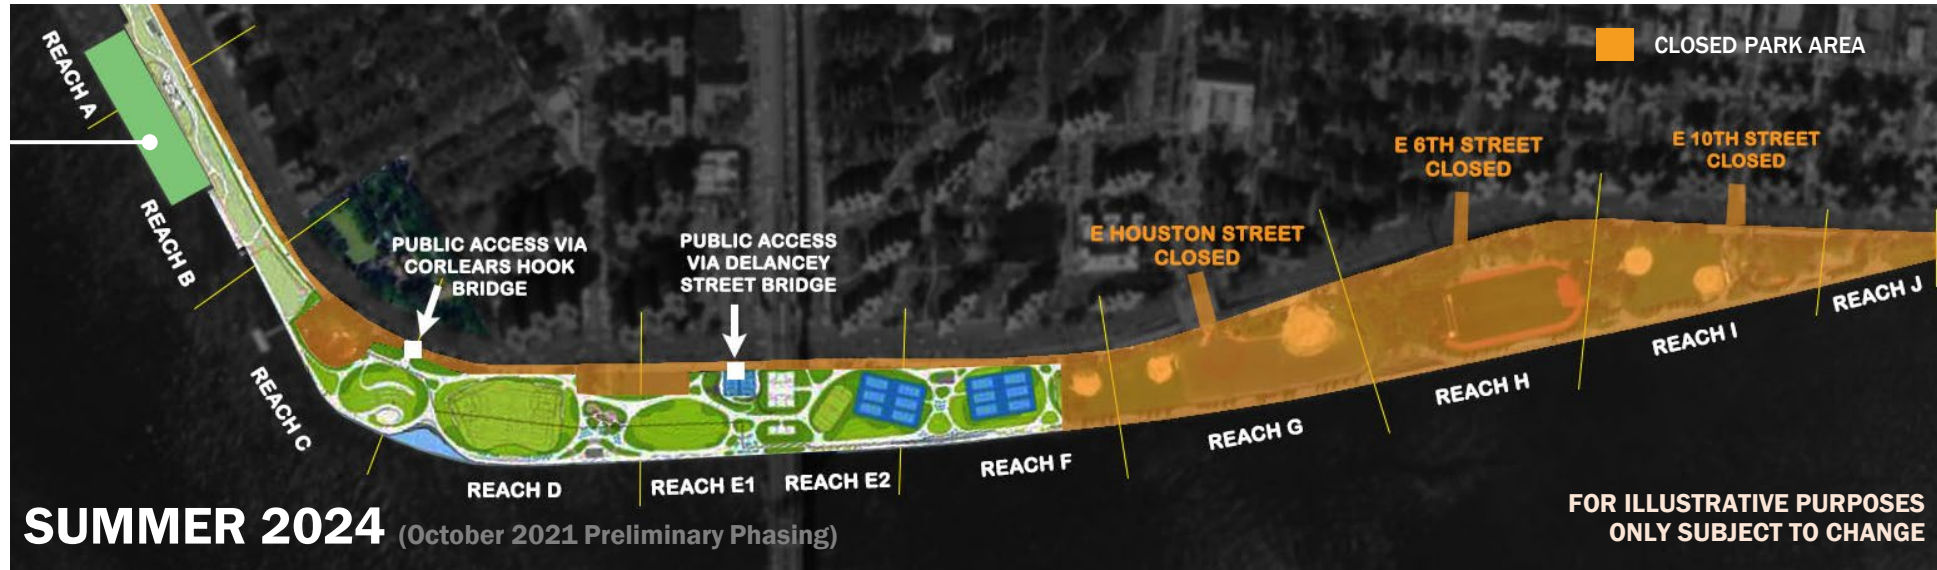 CLOSED PARK AREA
REACH A
REACH B
REACH C
PUBLIC ACCESS VIA
CORLEARS HOOK
BRIDGE
PUBLIC ACCESS
VIA DELANCEY
STREET BRIDGE
E HOUSTON STREET
CLOSED
E 6TH STREET
CLOSED
E 10TH STREET
CLOSED
REACH D
REACH E1
REACH E2
REACH F
REACH G
REACH H
REACH I
REACH J
SUMMER 2024 (October 2021 Preliminary Phasing)
FOR ILLUSTRATIVE PURPOSES
ONLY SUBJECT TO CHANGE